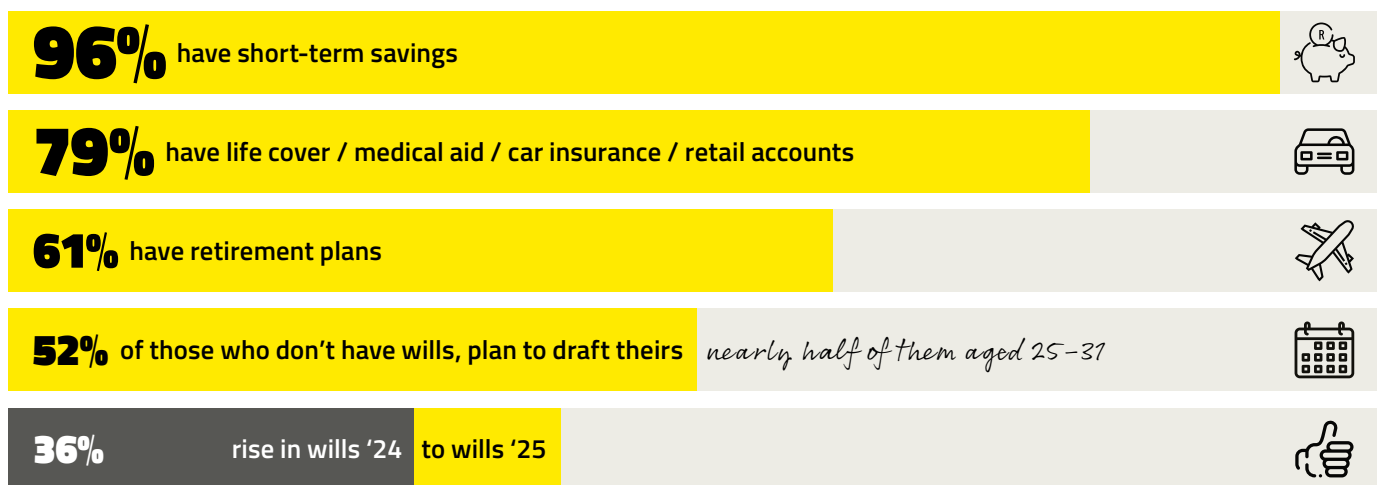 96% have short-term savings
R
79% have life cover / medical aid / car insurance / retail accounts
61% have retirement plans
52% of those who don’t have wills, plan to draft theirs nearly half of them aged 25–31
36% rise in wills ‘24 to wills ‘25